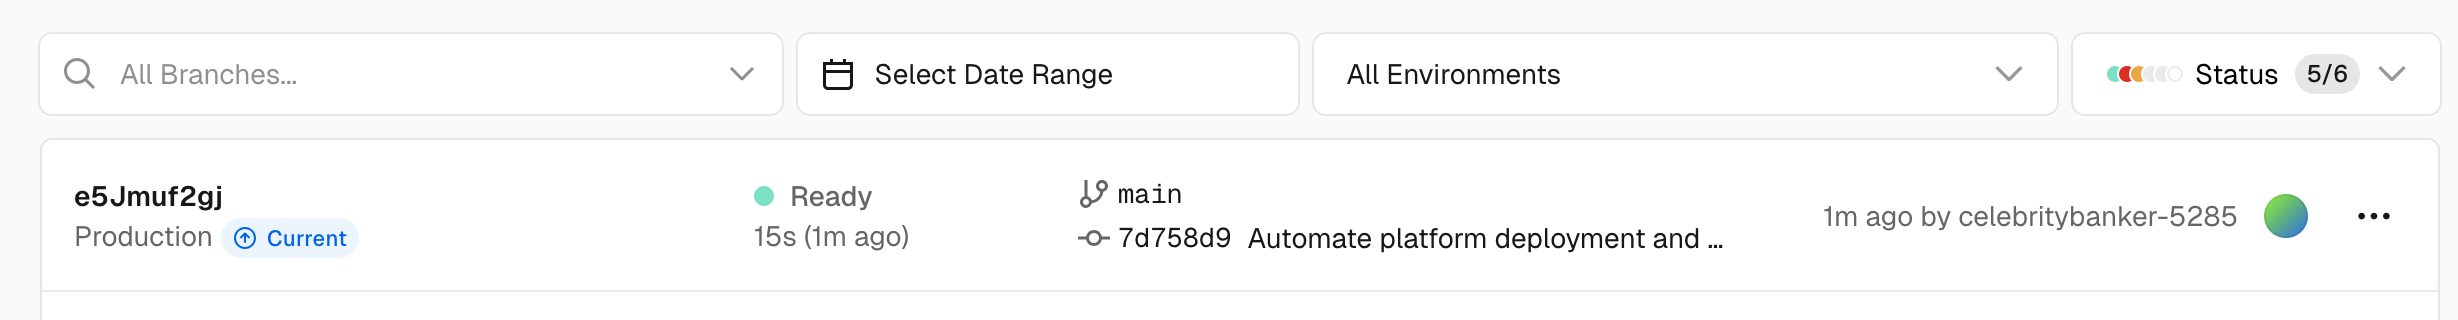 All Branches...
Select Date Range
All Environments
Status 5/6
e5Jmuf2gj
Production Current
Ready
15s (1m ago)
main
7d758d9 Automate platform deployment and ...
1m ago by celebritybanker-5285